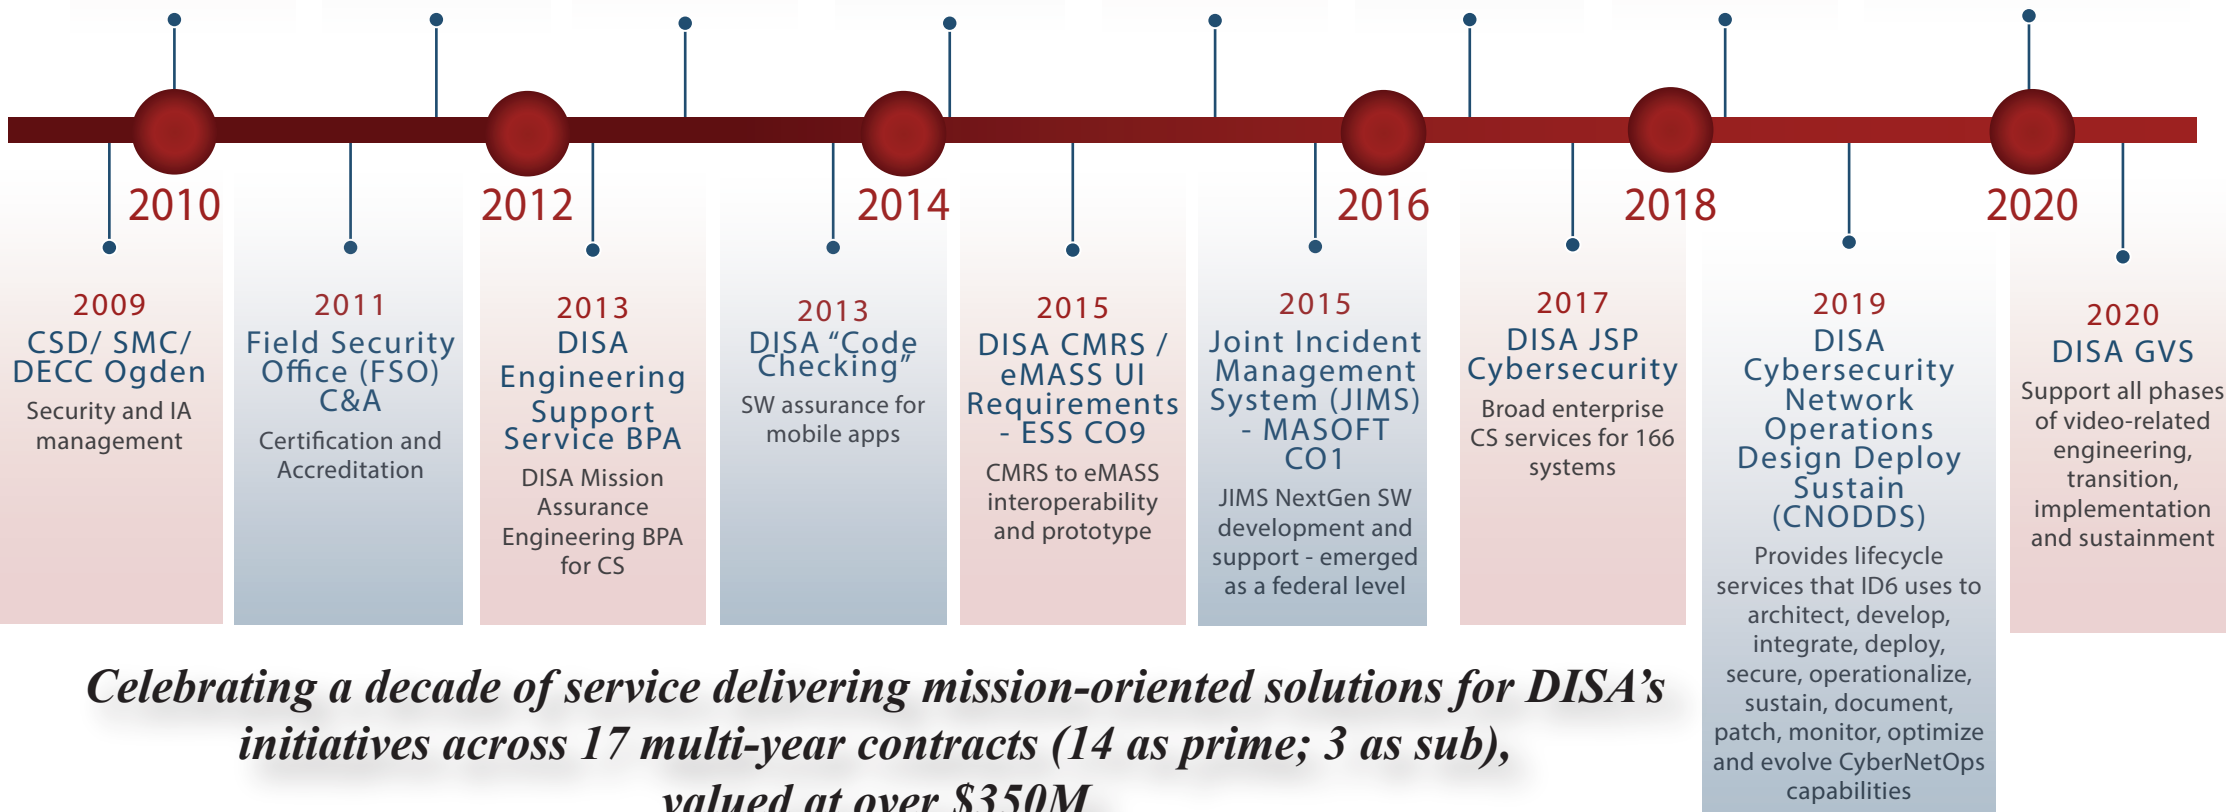 2010
2012
2014
2016
2018
2020
2009
CSD/ SMC/
DECC Ogden
Security and IA
management
2011
Field Security
Office (FSO)
C&A
Certification and
Accreditation
2013
DISA
Engineering
Support
Service BPA
DISA Mission
Assurance
Engineering BPA
for CS
2013
DISA “Code
Checking”
SW assurance for
mobile apps
2015
DISA CMRS /
eMASS UI
Requirements
- ESS CO9
CMRS to eMASS
interoperability
and prototype
2015
Joint Incident
Management
System (JIMS)
- MASOFT
CO1
JIMS NextGen SW
development and
support - emerged
as a federal level
2017
DISA JSP
Cybersecurity
Broad enterprise
CS services for 166
systems
2019
DISA
Cybersecurity
Network
Operations
Design Deploy
Sustain
(CNODDS)
Provides lifecycle
services that ID6 uses to
architect, develop,
integrate, deploy,
secure, operationalize,
sustain, document,
patch, monitor, optimize
and evolve CyberNetOps
capabilities
2020
DISA GVS
Support all phases
of video-related
engineering,
transition,
implementation
and sustainment
Celebrating a decade of service delivering mission-oriented solutions for DISA’s
initiatives across 17 multi-year contracts (14 as prime; 3 as sub),
valued at over $350M